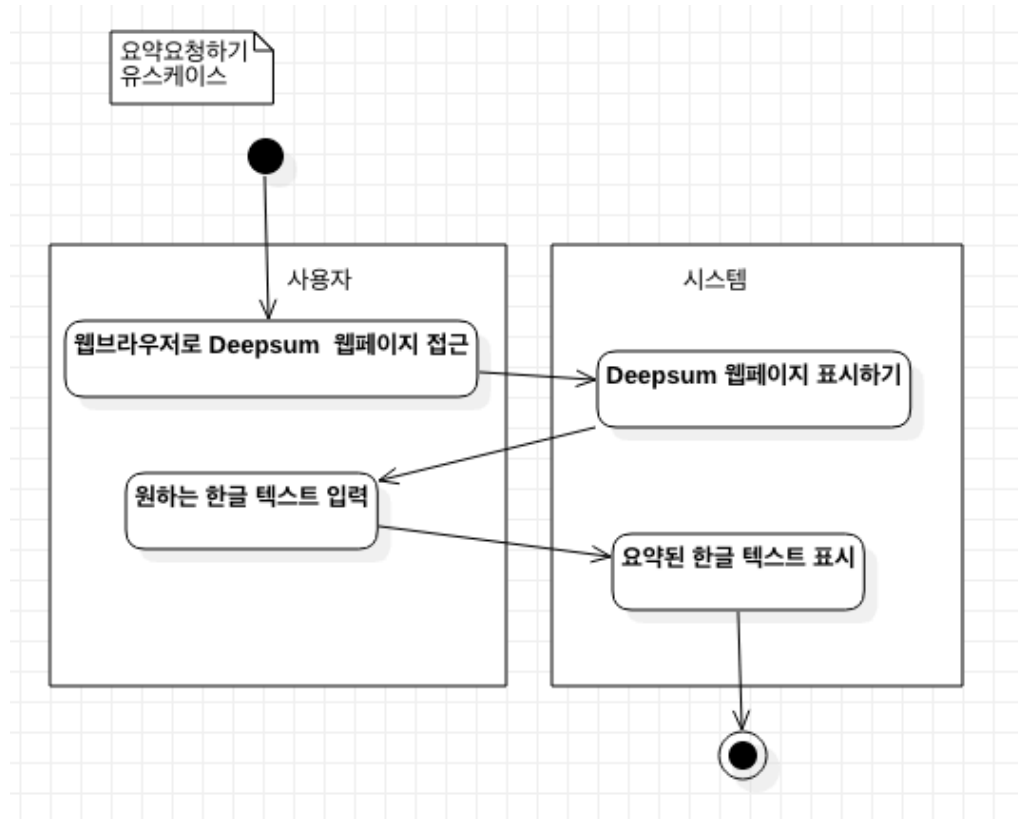 요약요청하기
유스케이스
사용자
시스템
웹브라우저로 Deepsum 웹페이지 접근
Deepsum 웹페이지 표시하기
원하는 한글 텍스트 입력
요약된 한글 텍스트 표시